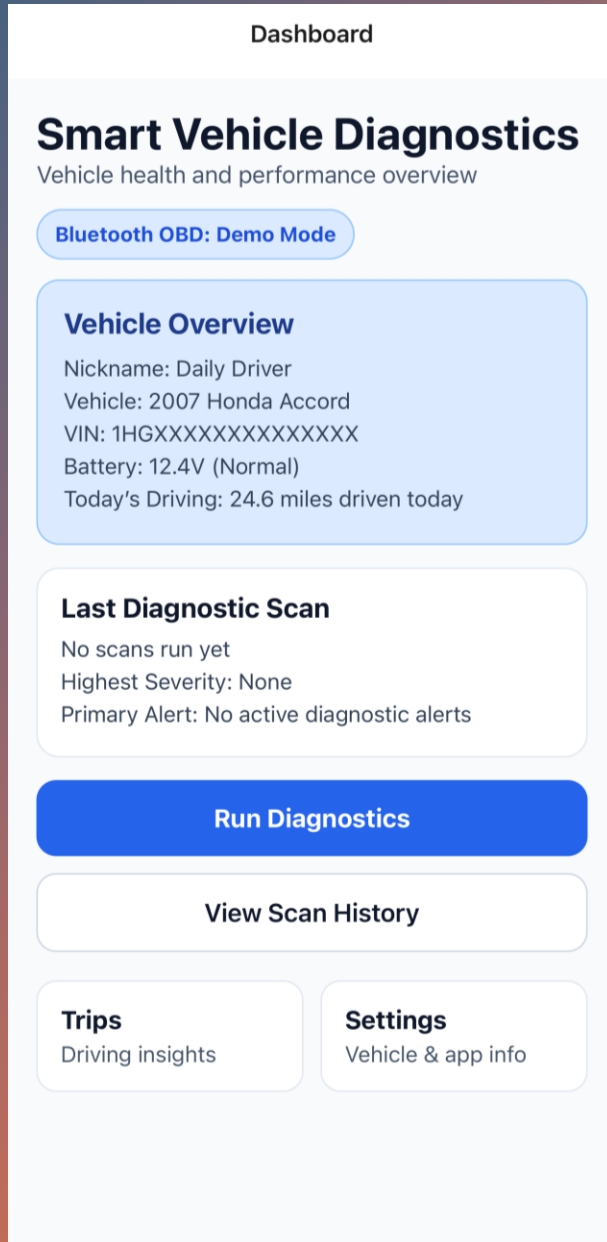 Dashboard
Smart Vehicle Diagnostics
Vehicle health and performance overview
Bluetooth OBD: Demo Mode
Vehicle Overview
Nickname: Daily Driver
Vehicle: 2007 Honda Accord
VIN: 1HGXXXXXXXXXXXXXX
Battery: 12.4V (Normal)
Today’s Driving: 24.6 miles driven today
Last Diagnostic Scan
No scans run yet
Highest Severity: None
Primary Alert: No active diagnostic alerts
Run Diagnostics
View Scan History
Trips
Driving insights
Settings
Vehicle & app info